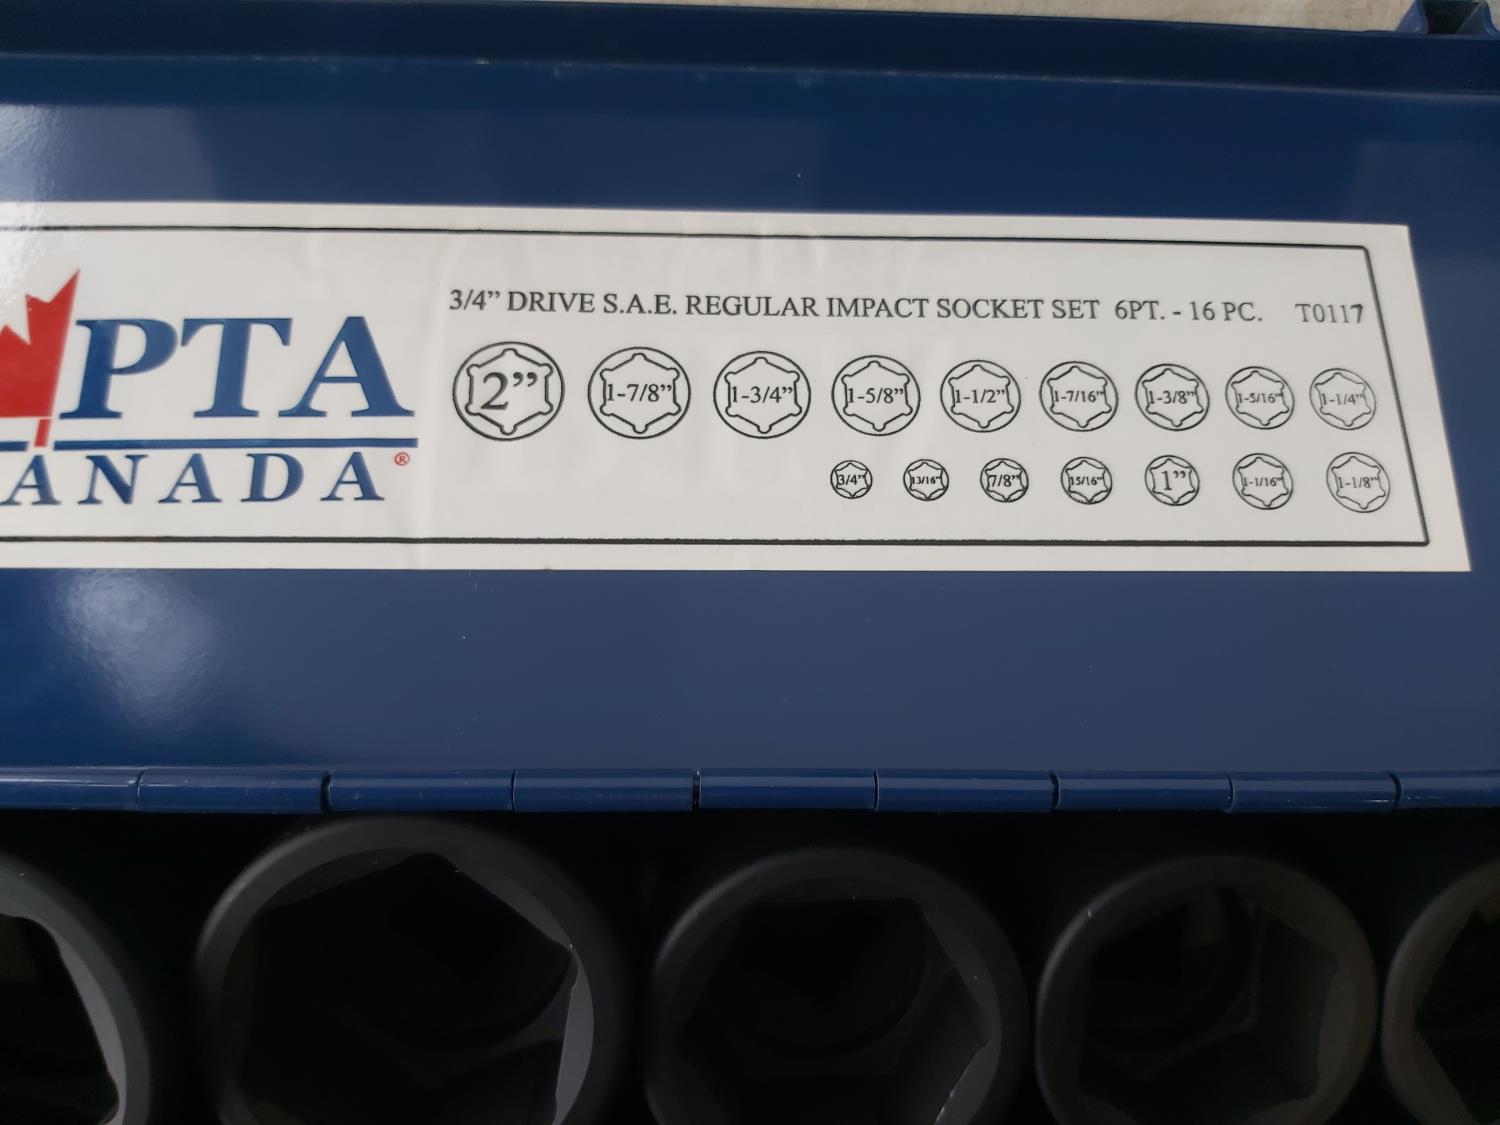 PTA
ANADA®
3/4” DRIVE S.A.E. REGULAR IMPACT SOCKET SET 6PT. - 16 PC. T0117
2” 1-7/8” 1-3/4” 1-5/8” 1-1/2” 1-7/16” 1-3/8” 1-5/16” 1-1/4”
3/4” 13/16” 7/8” 15/16” 1” 1-1/16” 1-1/8”